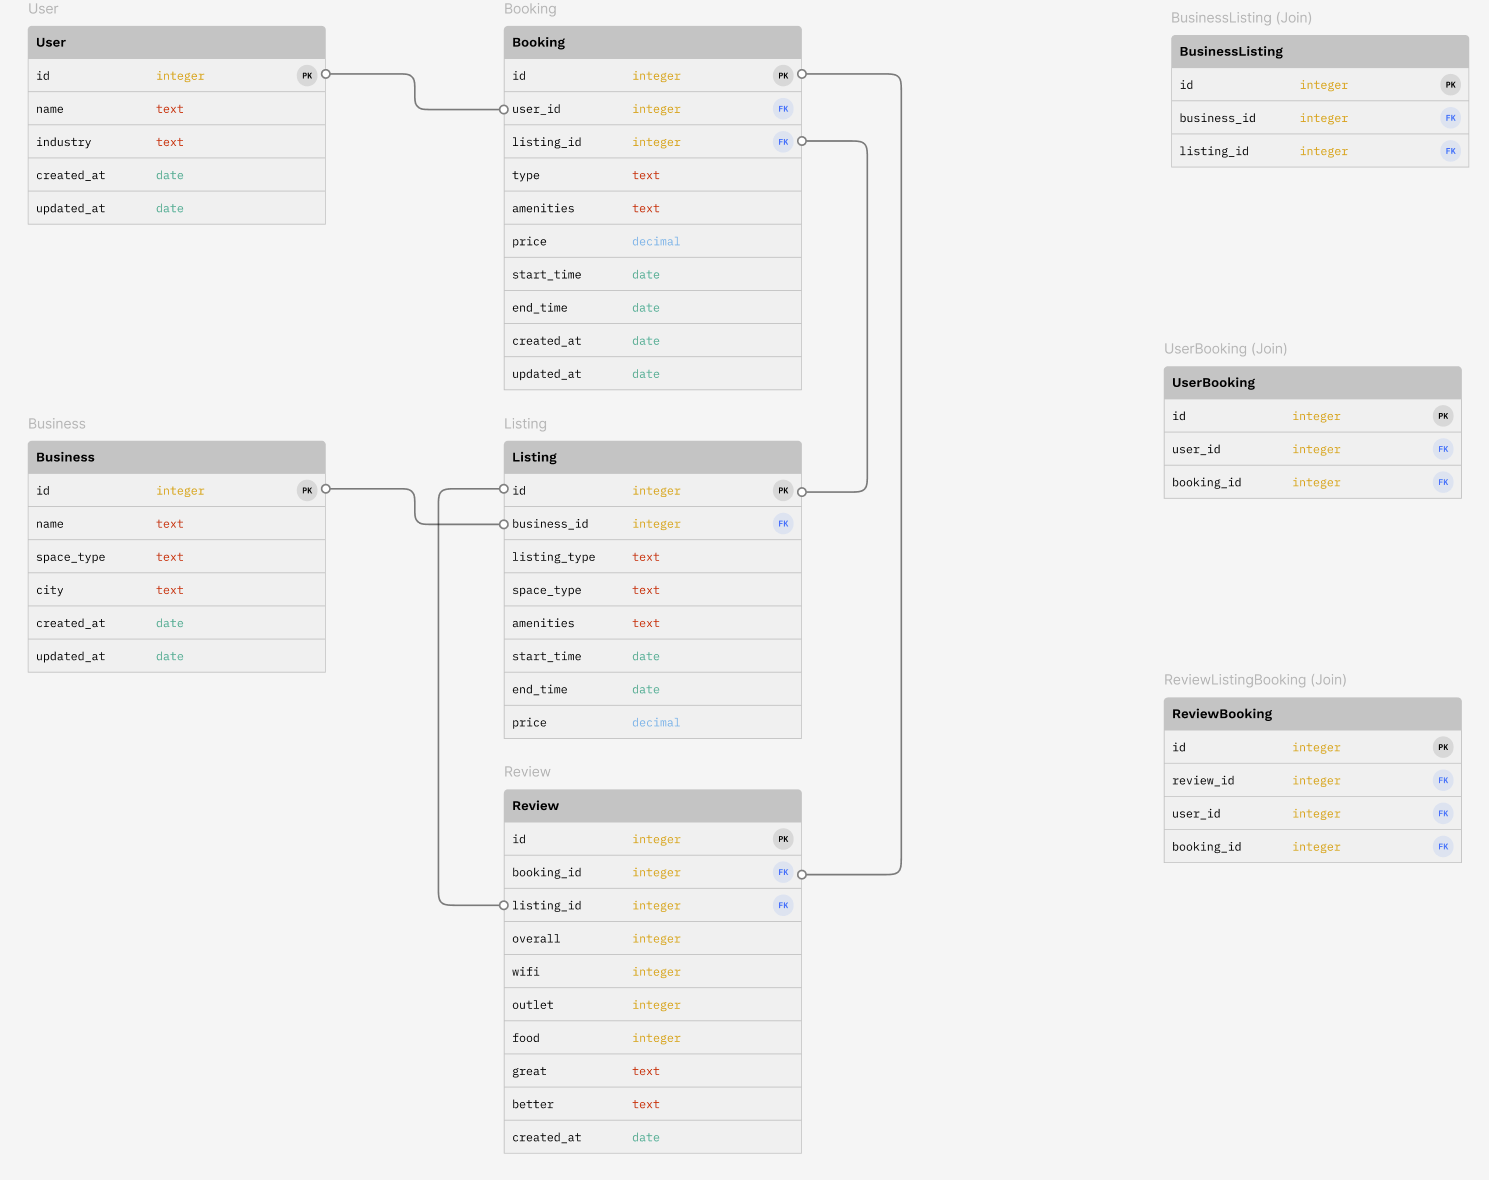 User
User
id integer PK
name text
industry text
created_at date
updated_at date
Booking
Booking
id integer PK
user_id integer FK
listing_id integer FK
type text
amenities text
price decimal
start_time date
end_time date
created_at date
updated_at date
Business
Business
id integer PK
name text
space_type text
city text
created_at date
updated_at date
Listing
Listing
id integer PK
business_id integer FK
listing_type text
space_type text
amenities text
start_time date
end_time date
price decimal
Review
Review
id integer PK
booking_id integer FK
listing_id integer FK
overall integer
wifi integer
outlet integer
food integer
great text
better text
created_at date
BusinessListing (Join)
BusinessListing
id integer PK
business_id integer FK
listing_id integer FK
UserBooking (Join)
UserBooking
id integer PK
user_id integer FK
booking_id integer FK
ReviewListingBooking (Join)
ReviewBooking
id integer PK
review_id integer FK
user_id integer FK
booking_id integer FK